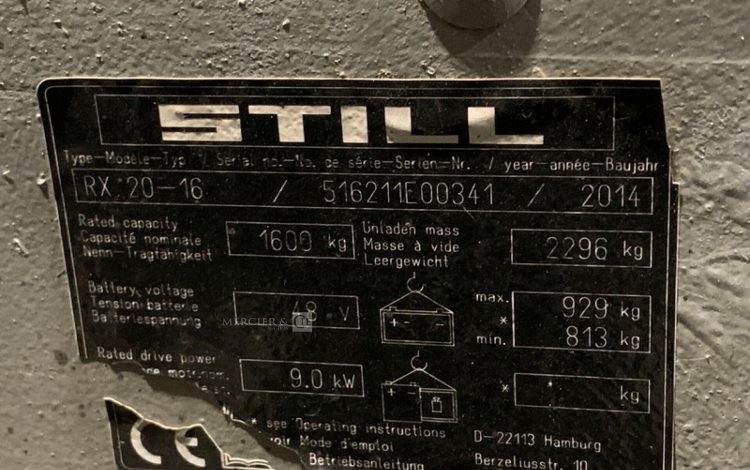 STILL
Type-Modèle-Typ / Serial no.-No. de série-Serien-Nr. / year-année-Baujahr
RX 20-16 / 516211E00341 / 2014
Rated capacity
Capacité nominale
Nenn-Tragfähigkeit
1600 kg
Unladen mass
Masse à vide
Leergewicht
2296 kg
Battery voltage
Tension batterie
Batteriespannung
48 V
+ -
max. 929 kg
*
min. 813 kg
MERCIER &
Rated drive power
9.0 kW
+ -
* kg
CE
* see Operating instructions
voir Mode d'emploi
Betriebsanleitung
D-22113 Hamburg
Berzeliusstr. 10